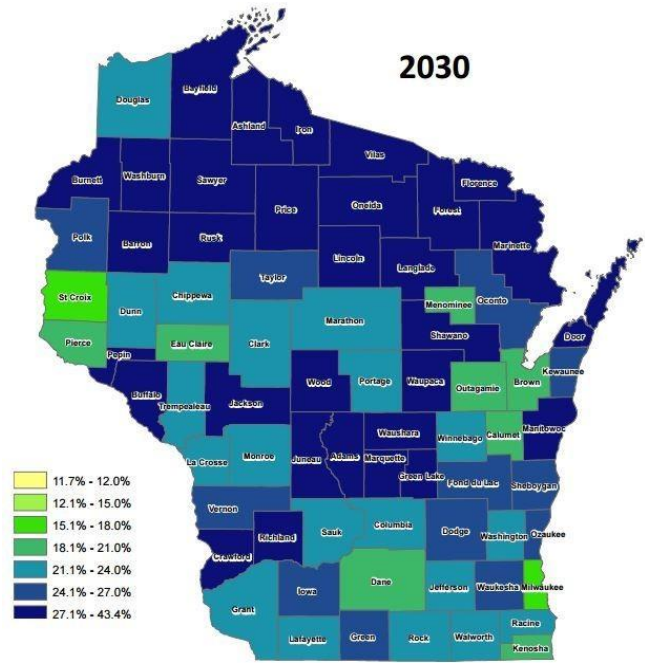 2030
Douglas
Bayfield
Ashland
Iron
Vilas
Burnett
Washburn
Sawyer
Price
Oneida
Forest
Florence
Marinette
Polk
Barron
Rusk
Taylor
Lincoln
Langlade
Oconto
St Croix
Dunn
Chippewa
Marathon
Menominee
Shawano
Door
Pierce
Pepin
Eau Claire
Clark
Buffalo
Trempealeau
Jackson
Wood
Portage
Waupaca
Outagamie
Brown
Kewaunee
La Crosse
Monroe
Juneau
Adams
Waushara
Marquette
Green Lake
Winnebago
Calumet
Manitowoc
Fond du Lac
Sheboygan
Vernon
Crawford
Richland
Sauk
Columbia
Dodge
Washington
Ozaukee
Grant
Iowa
Dane
Jefferson
Waukesha
Milwaukee
Lafayette
Green
Rock
Walworth
Racine
Kenosha
11.7% - 12.0%
12.1% - 15.0%
15.1% - 18.0%
18.1% - 21.0%
21.1% - 24.0%
24.1% - 27.0%
27.1% - 43.4%